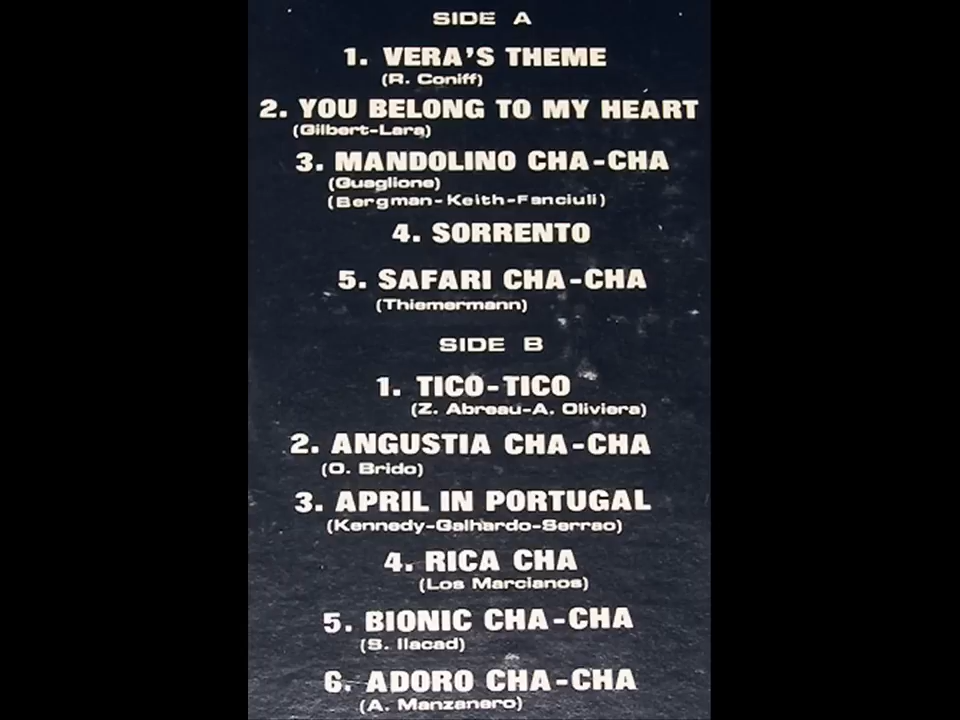 SIDE A
1. VERA'S THEME
(R. Coniff)
2. YOU BELONG TO MY HEART
(Gilbert-Lara)
3. MANDOLINO CHA-CHA
(Guaglione)
(Bergman-Keith-Fanciuli)
4. SORRENTO
5. SAFARI CHA-CHA
(Thiemermann)
SIDE B
1. TICO-TICO
(Z. Abreau-A. Oliviera)
2. ANGUSTIA CHA-CHA
(O. Brido)
3. APRIL IN PORTUGAL
(Kennedy-Galhardo-Serrao)
4. RICA CHA
(Los Marcianos)
5. BIONIC CHA-CHA
(S. Ilacad)
6. ADORO CHA-CHA
(A. Manzanero)